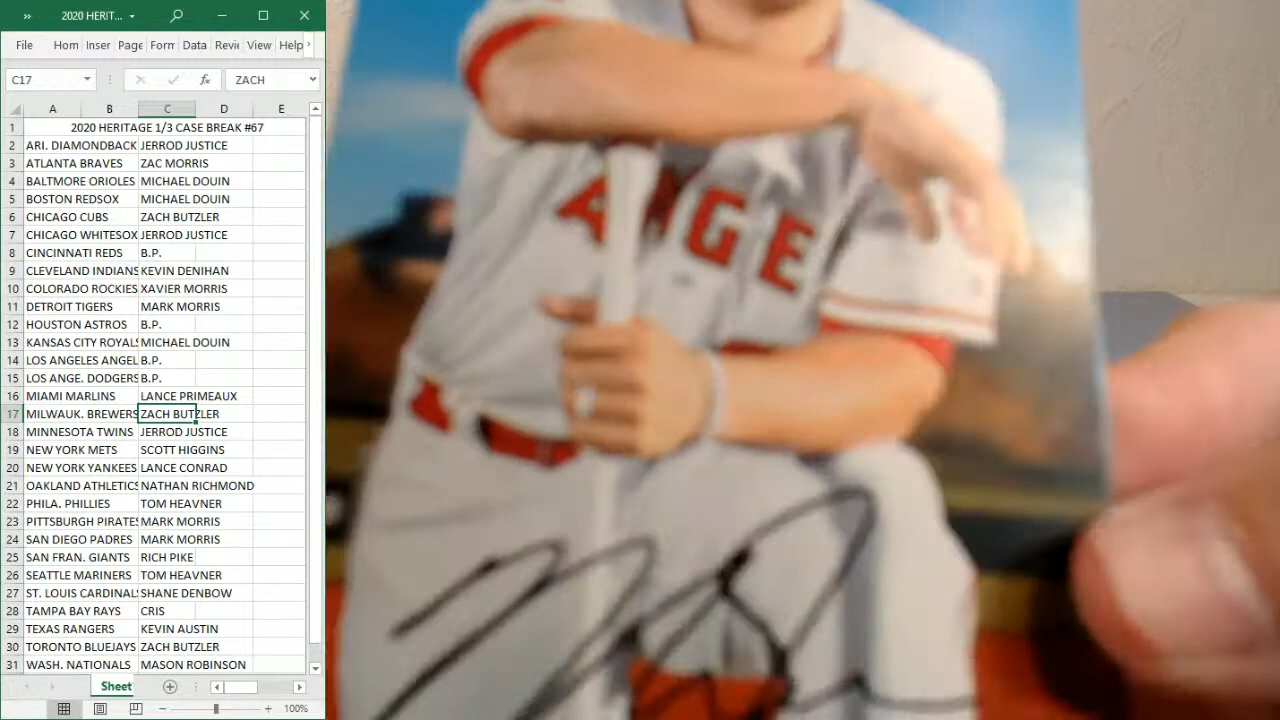 2020 HERIT...
File Hom Inser Page Forn Data Revi View Help
C17 fx ZACH
A B C D E
1 2020 HERITAGE 1/3 CASE BREAK #67
2 ARI. DIAMONDBACK JERROD JUSTICE
3 ATLANTA BRAVES ZAC MORRIS
4 BALTMORE ORIOLES MICHAEL DOUIN
5 BOSTON REDSOX MICHAEL DOUIN
6 CHICAGO CUBS ZACH BUTZLER
7 CHICAGO WHITESOX JERROD JUSTICE
8 CINCINNATI REDS B.P.
9 CLEVELAND INDIANS KEVIN DENIHAN
10 COLORADO ROCKIES XAVIER MORRIS
11 DETROIT TIGERS MARK MORRIS
12 HOUSTON ASTROS B.P.
13 KANSAS CITY ROYALS MICHAEL DOUIN
14 LOS ANGELES ANGEL B.P.
15 LOS ANGE. DODGERS B.P.
16 MIAMI MARLINS LANCE PRIMEAUX
17 MILWAUK. BREWERS ZACH BUTZLER
18 MINNESOTA TWINS JERROD JUSTICE
19 NEW YORK METS SCOTT HIGGINS
20 NEW YORK YANKEES LANCE CONRAD
21 OAKLAND ATHLETICS NATHAN RICHMOND
22 PHILA. PHILLIES TOM HEAVNER
23 PITTSBURGH PIRATES MARK MORRIS
24 SAN DIEGO PADRES MARK MORRIS
25 SAN FRAN. GIANTS RICH PIKE
26 SEATTLE MARINERS TOM HEAVNER
27 ST. LOUIS CARDINALS SHANE DENBOW
28 TAMPA BAY RAYS CRIS
29 TEXAS RANGERS KEVIN AUSTIN
30 TORONTO BLUEJAYS ZACH BUTZLER
31 WASH. NATIONALS MASON ROBINSON
Sheet
100%
ANGE